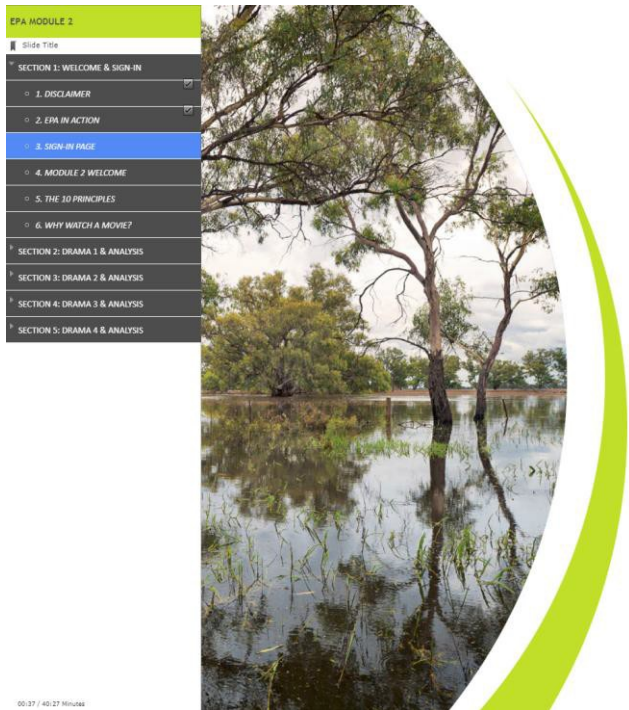 EPA MODULE 2
Slide Title
SECTION 1: WELCOME & SIGN-IN
1. DISCLAIMER
2. EPA IN ACTION
3. SIGN-IN PAGE
4. MODULE 2 WELCOME
5. THE 10 PRINCIPLES
6. WHY WATCH A MOVIE?
SECTION 2: DRAMA 1 & ANALYSIS
SECTION 3: DRAMA 2 & ANALYSIS
SECTION 4: DRAMA 3 & ANALYSIS
SECTION 5: DRAMA 4 & ANALYSIS
00:37 / 40:27 Minutes